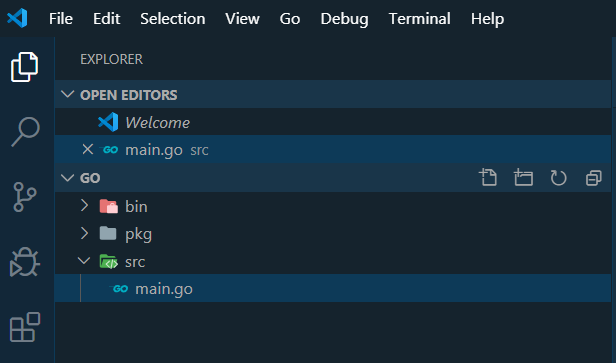 File Edit Selection View Go Debug Terminal Help
EXPLORER
OPEN EDITORS
Welcome
GO main.go src
GO
bin
pkg
src
GO main.go